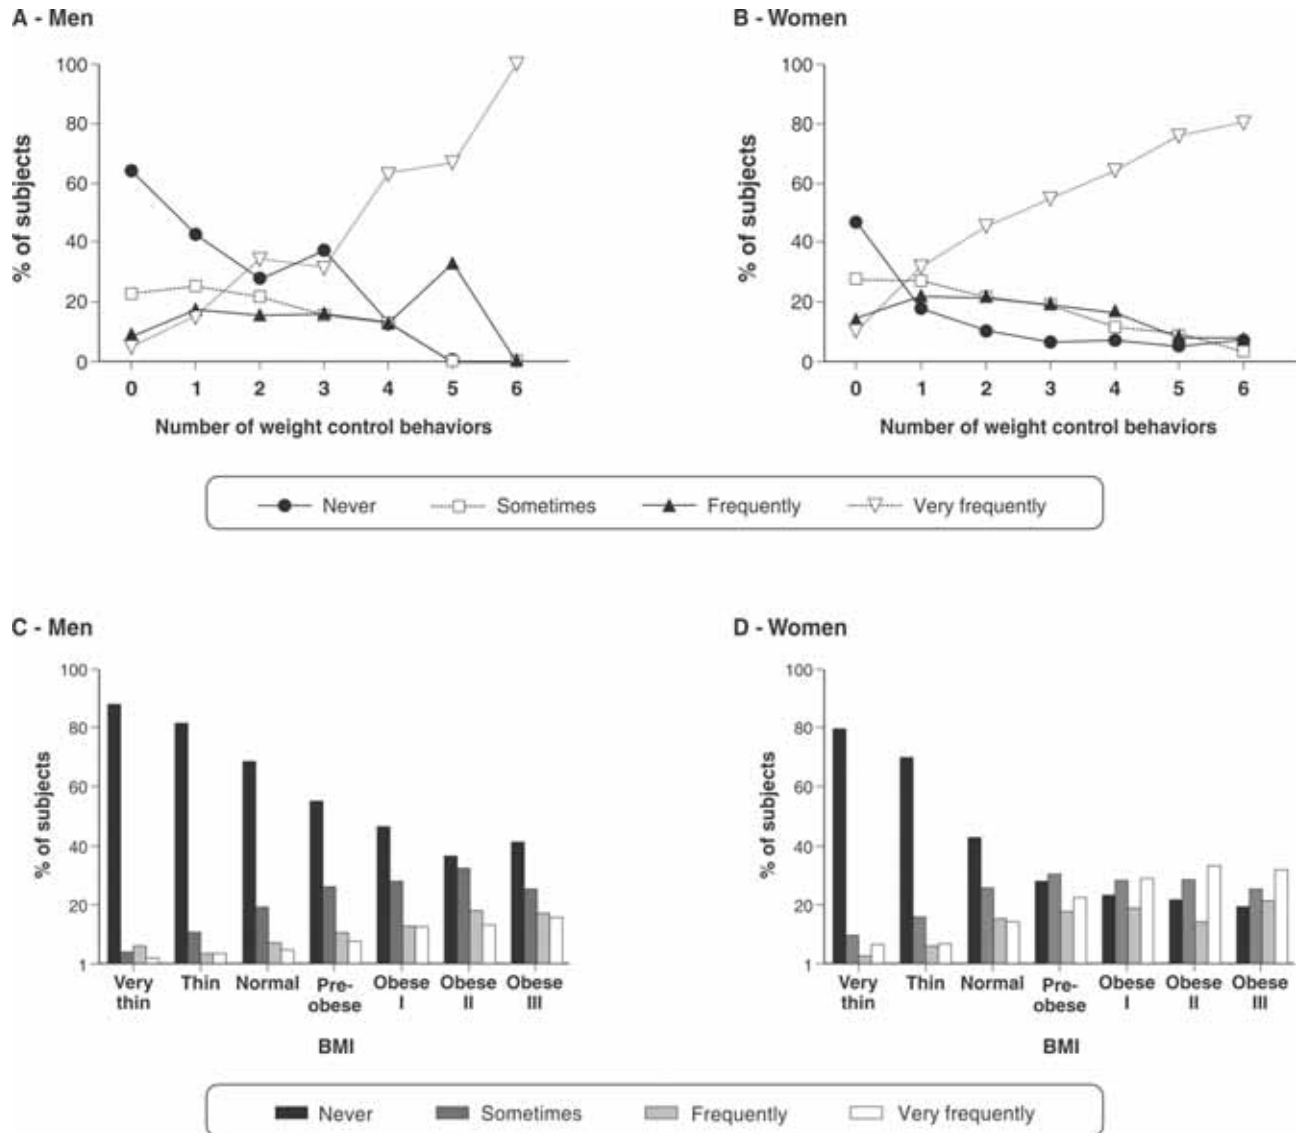 A - Men
B - Women
100
80
60
40
20
0
% of subjects
0 1 2 3 4 5 6
Number of weight control behaviors
100
80
60
40
20
0
% of subjects
0 1 2 3 4 5 6
Number of weight control behaviors
Never Sometimes Frequently Very frequently
C - Men
D - Women
100
80
60
40
20
1
% of subjects
Very thin Thin Normal Pre-obese Obese I Obese II Obese III
BMI
100
80
60
40
20
1
% of subjects
Very thin Thin Normal Pre-obese Obese I Obese II Obese III
BMI
Never Sometimes Frequently Very frequently